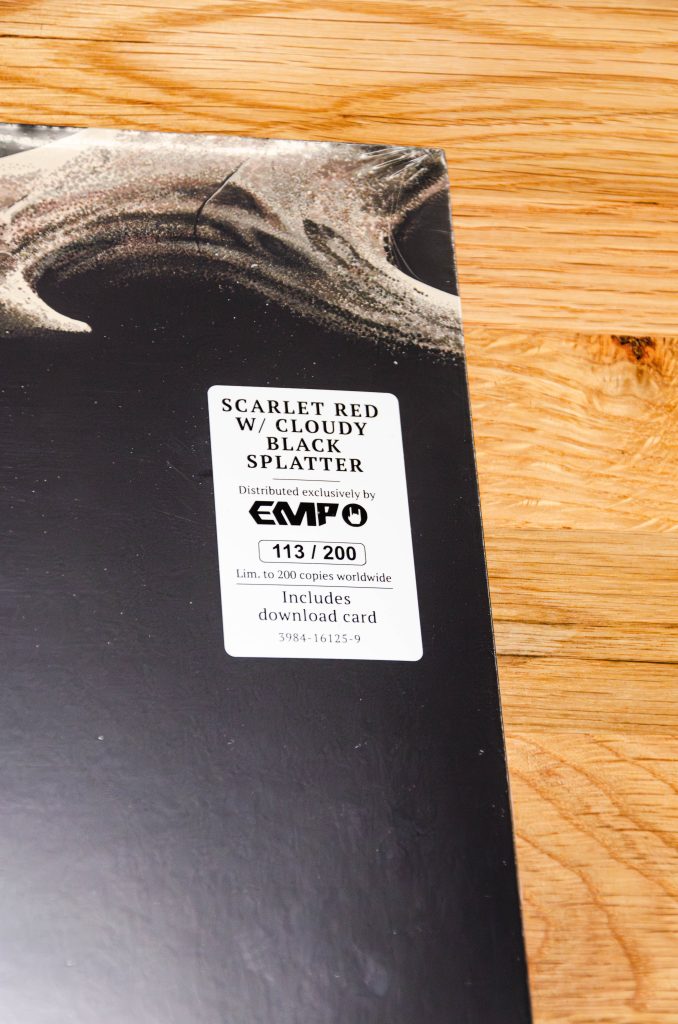 SCARLET RED
W/ CLOUDY
BLACK
SPLATTER
Distributed exclusively by
EMP
113 / 200
Lim. to 200 copies worldwide
Includes
download card
3984-16125-9